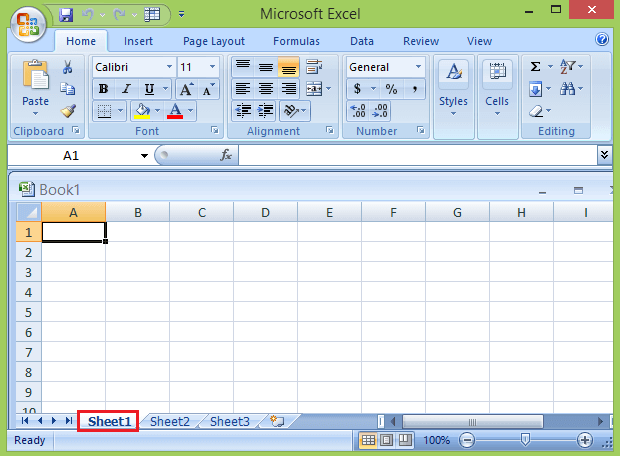 Microsoft Excel
Home Insert Page Layout Formulas Data Review View
Calibri 11 General
B I U A A $ % ,
Paste A Styles Cells
Clipboard Font Alignment Number Editing
A1 fx
Book1
A B C D E F G H I
1
2
3
4
5
6
7
8
9
10
Sheet1 Sheet2 Sheet3
Ready 100%